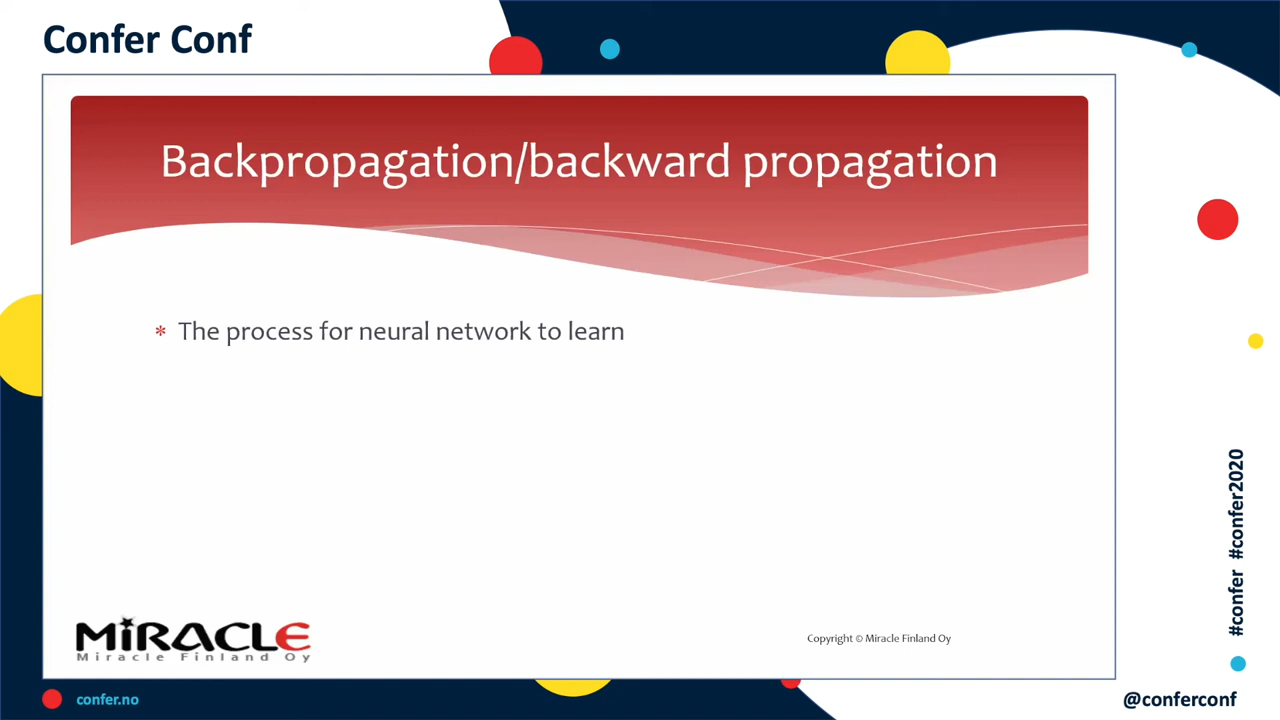 Confer Conf
Backpropagation/backward propagation
* The process for neural network to learn
MiRACLE
Miracle Finland Oy
Copyright © Miracle Finland Oy
#confer #confer2020
confer.no
@conferconf